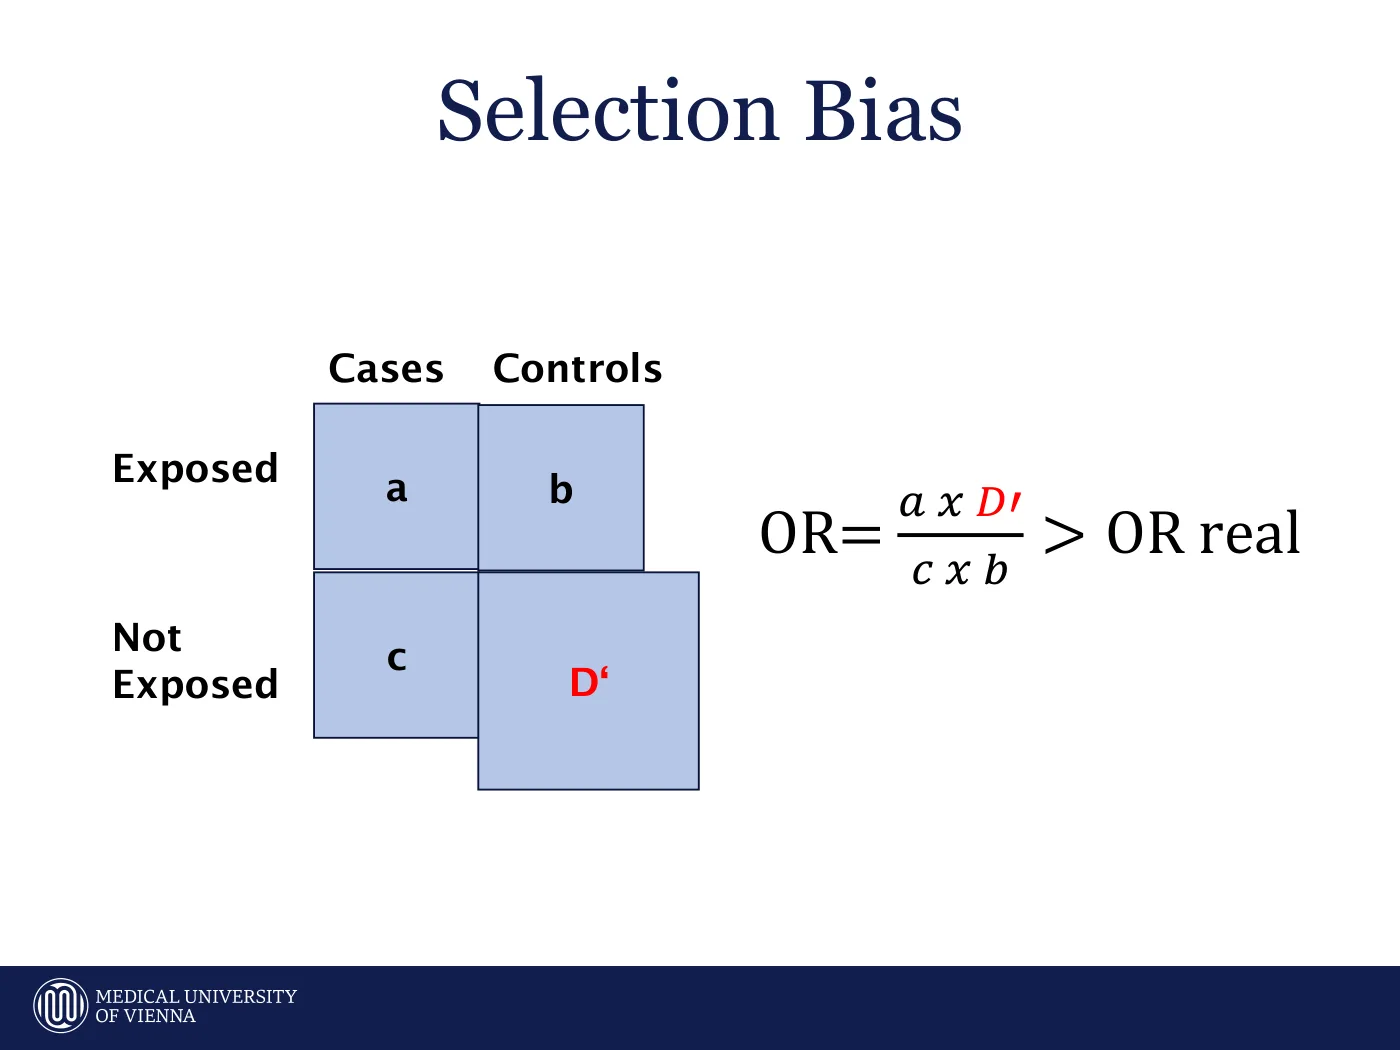 Selection Bias
Cases Controls
Exposed
a b
OR= a x D′ / c x b > OR real
Not
Exposed
c
D‘
MEDICAL UNIVERSITY
OF VIENNA